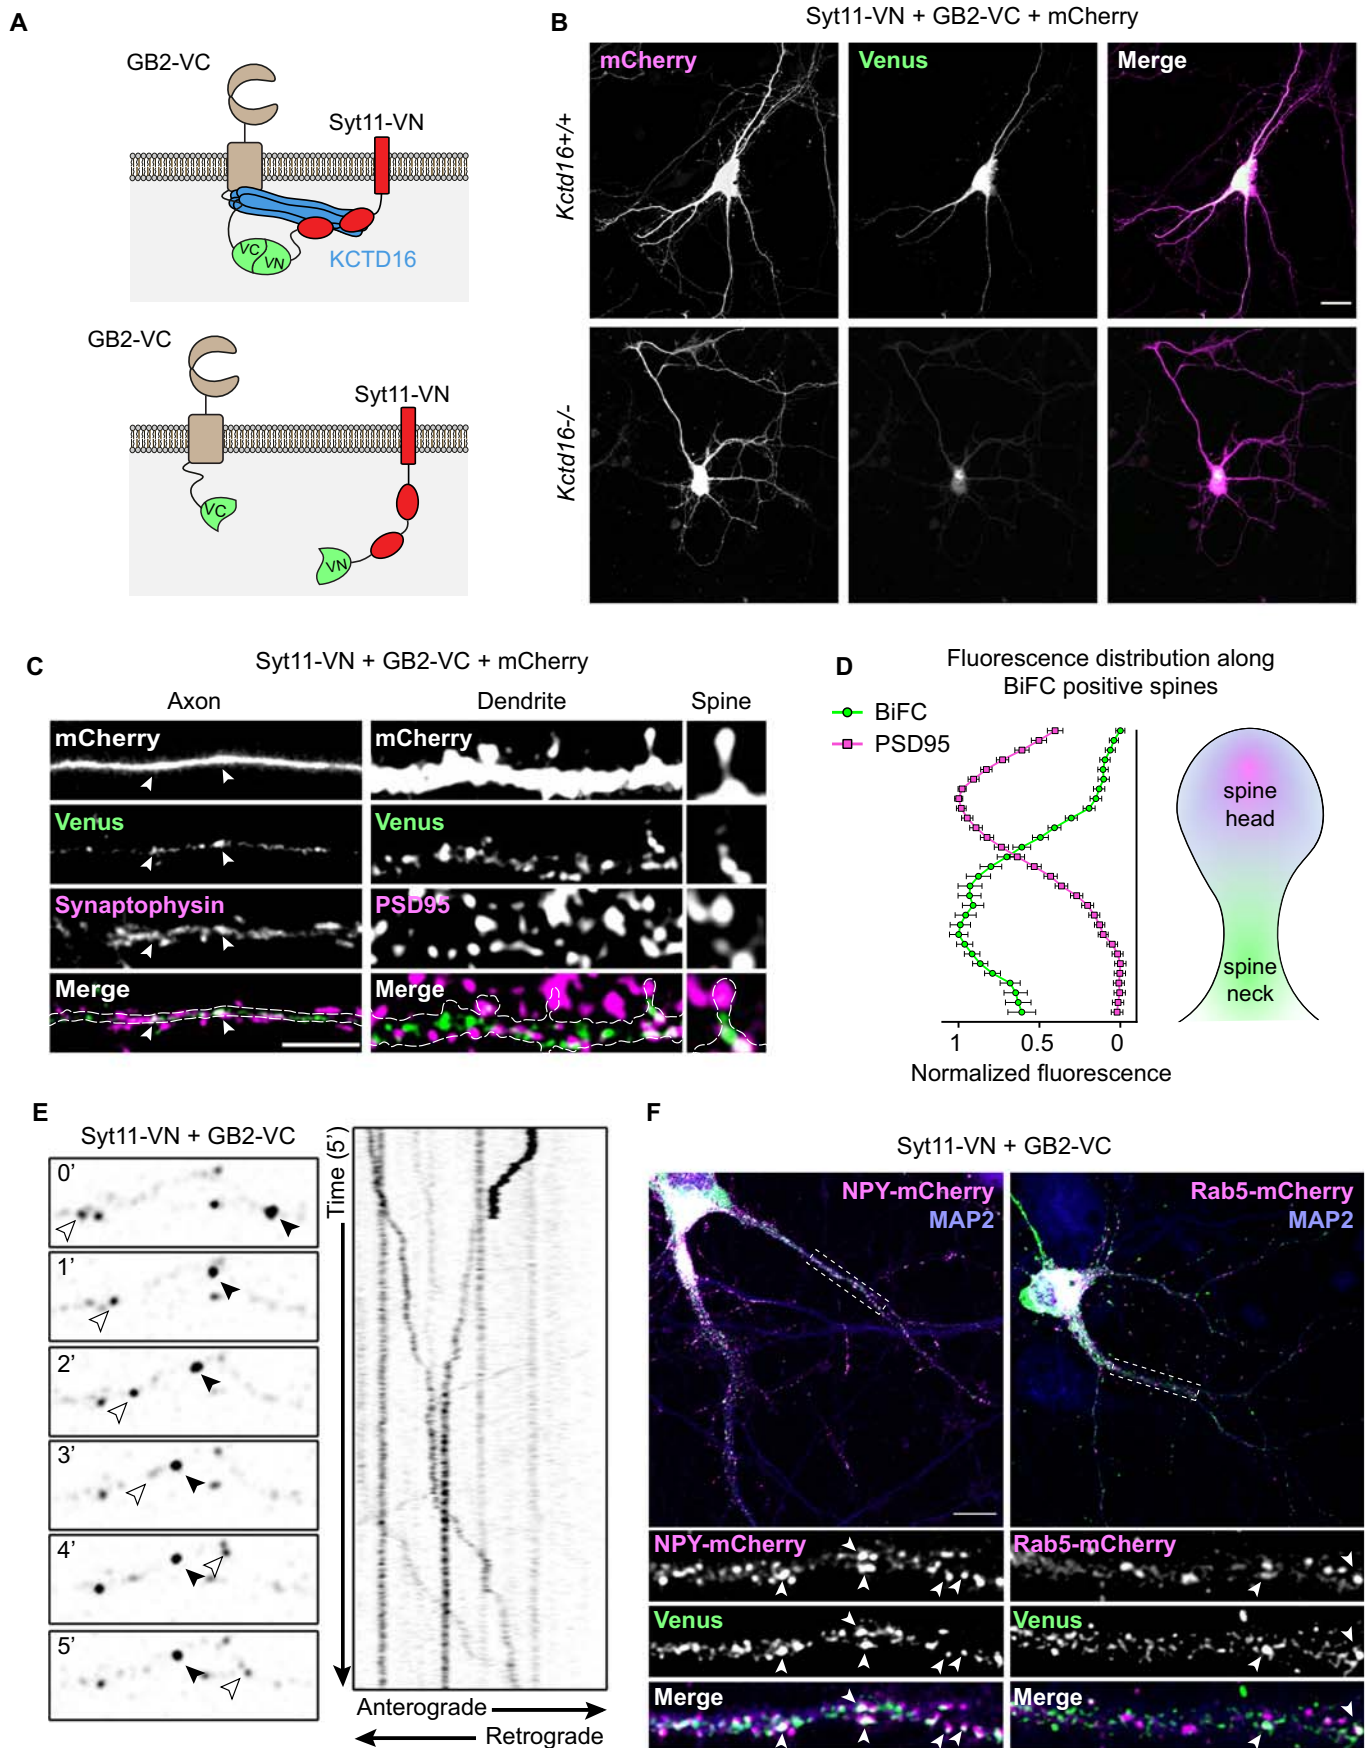 A
GB2-VC
Syt11-VN
VC
VN
KCTD16
GB2-VC
Syt11-VN
VC
VN
B
Syt11-VN + GB2-VC + mCherry
mCherry
Venus
Merge
Kctd16+/+
Kctd16-/-
C
Syt11-VN + GB2-VC + mCherry
Axon
Dendrite
Spine
mCherry
mCherry
Venus
Venus
Synaptophysin
PSD95
Merge
Merge
D
Fluorescence distribution along
BiFC positive spines
BiFC
PSD95
spine
head
spine
neck
1
0.5
0
Normalized fluorescence
E
Syt11-VN + GB2-VC
0'
1'
2'
3'
4'
5'
Time (5')
Anterograde
Retrograde
F
Syt11-VN + GB2-VC
NPY-mCherry
MAP2
Rab5-mCherry
MAP2
NPY-mCherry
Rab5-mCherry
Venus
Venus
Merge
Merge